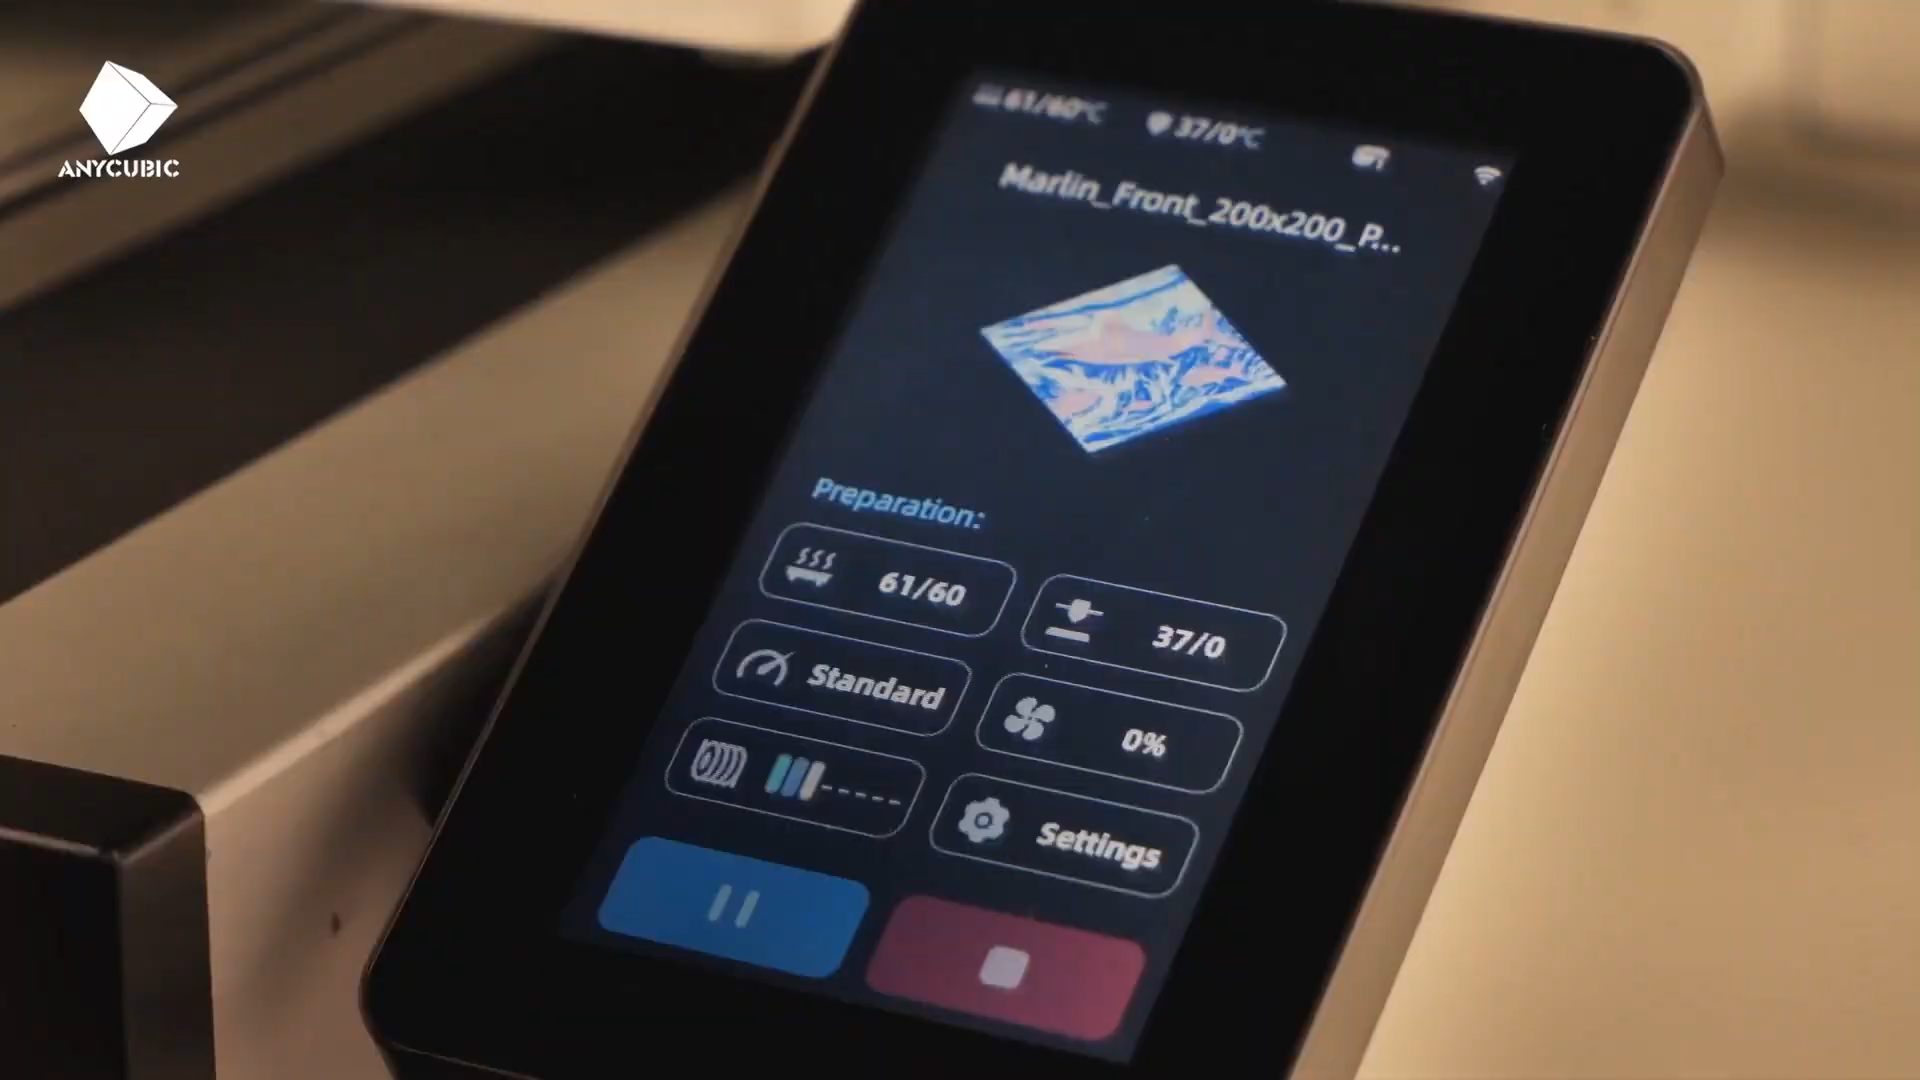 ANYCUBIC
61/60°C 37/0°C
Marlin_Front_200x200_P...
Preparation:
61/60
37/0
Standard
0%
Settings